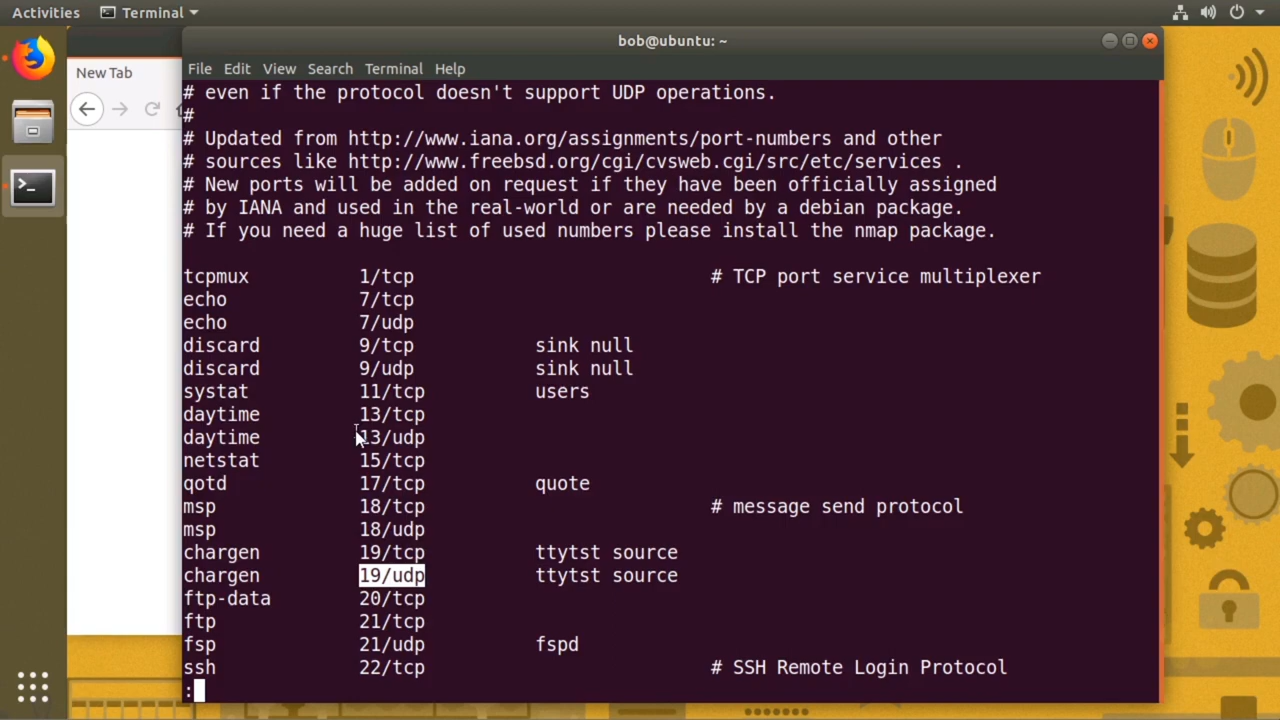 Activities Terminal
bob@ubuntu: ~
New Tab
File Edit View Search Terminal Help
# even if the protocol doesn't support UDP operations.
#
# Updated from http://www.iana.org/assignments/port-numbers and other
# sources like http://www.freebsd.org/cgi/cvsweb.cgi/src/etc/services .
# New ports will be added on request if they have been officially assigned
# by IANA and used in the real-world or are needed by a debian package.
# If you need a huge list of used numbers please install the nmap package.
tcpmux 1/tcp # TCP port service multiplexer
echo 7/tcp
echo 7/udp
discard 9/tcp sink null
discard 9/udp sink null
systat 11/tcp users
daytime 13/tcp
daytime 13/udp
netstat 15/tcp
qotd 17/tcp quote
msp 18/tcp # message send protocol
msp 18/udp
chargen 19/tcp ttytst source
chargen 19/udp ttytst source
ftp-data 20/tcp
ftp 21/tcp
fsp 21/udp fspd
ssh 22/tcp # SSH Remote Login Protocol
: